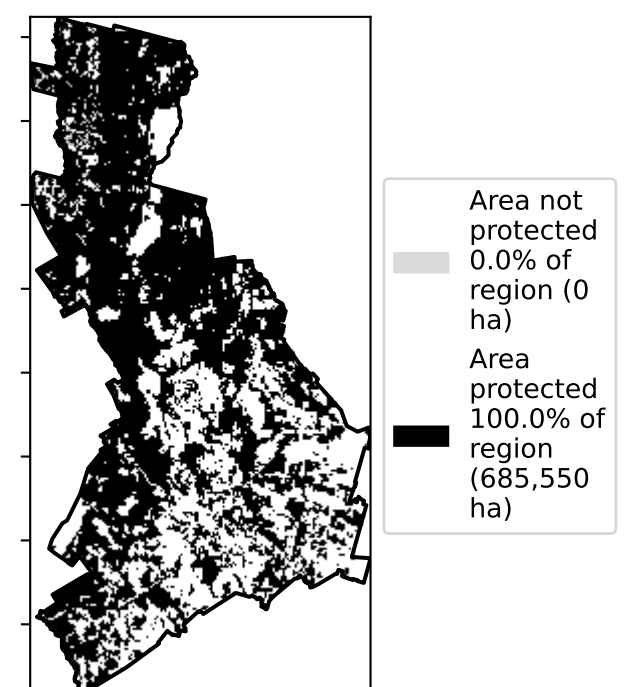 Area not
protected
0.0% of
region (0
ha)
Area
protected
100.0% of
region
(685,550
ha)